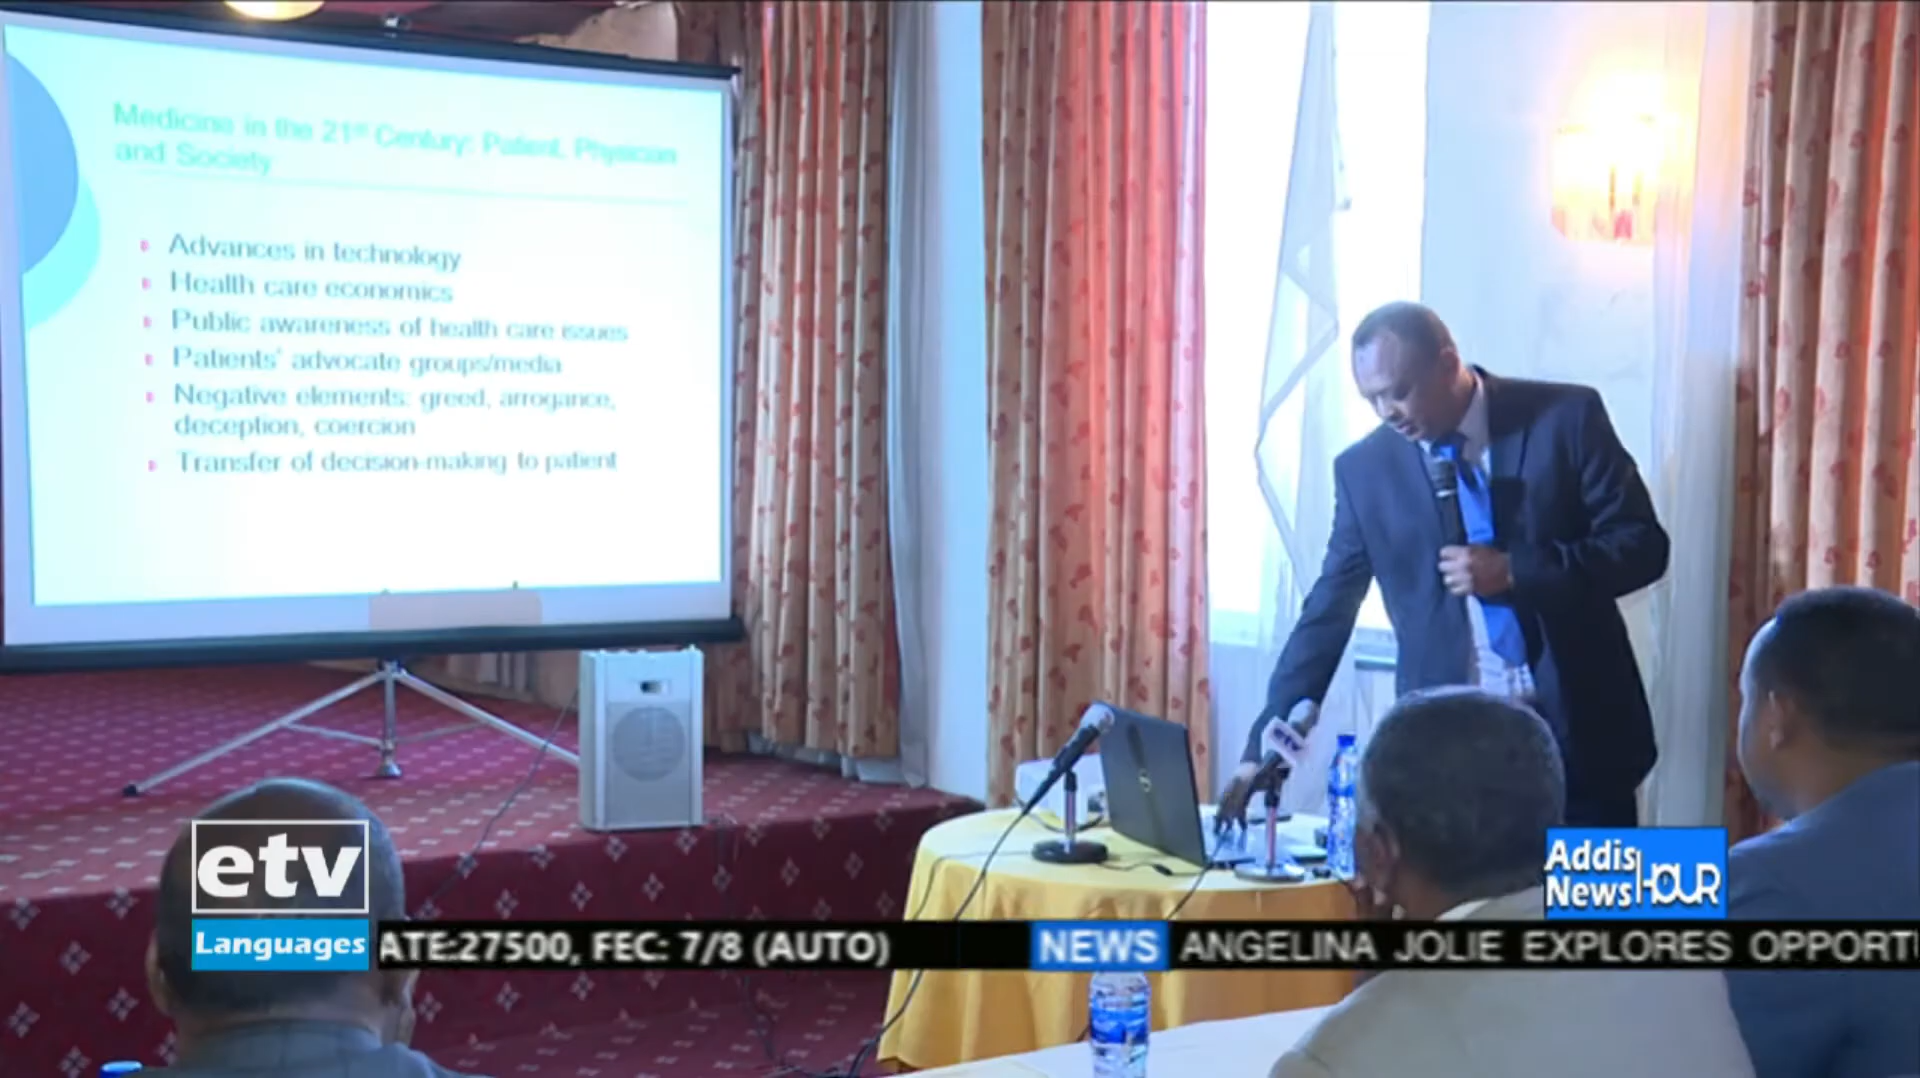 Medicine in the 21st Century: Patient, Physician
and Society
Advances in technology
Health care economics
Public awareness of health care issues
Patients' advocate groups/media
Negative elements: greed, arrogance,
deception, coercion
Transfer of decision-making to patient
etv
etv
Languages
Addis
News HOUR
ATE:27500, FEC: 7/8 (AUTO) NEWS ANGELINA JOLIE EXPLORES OPPORT